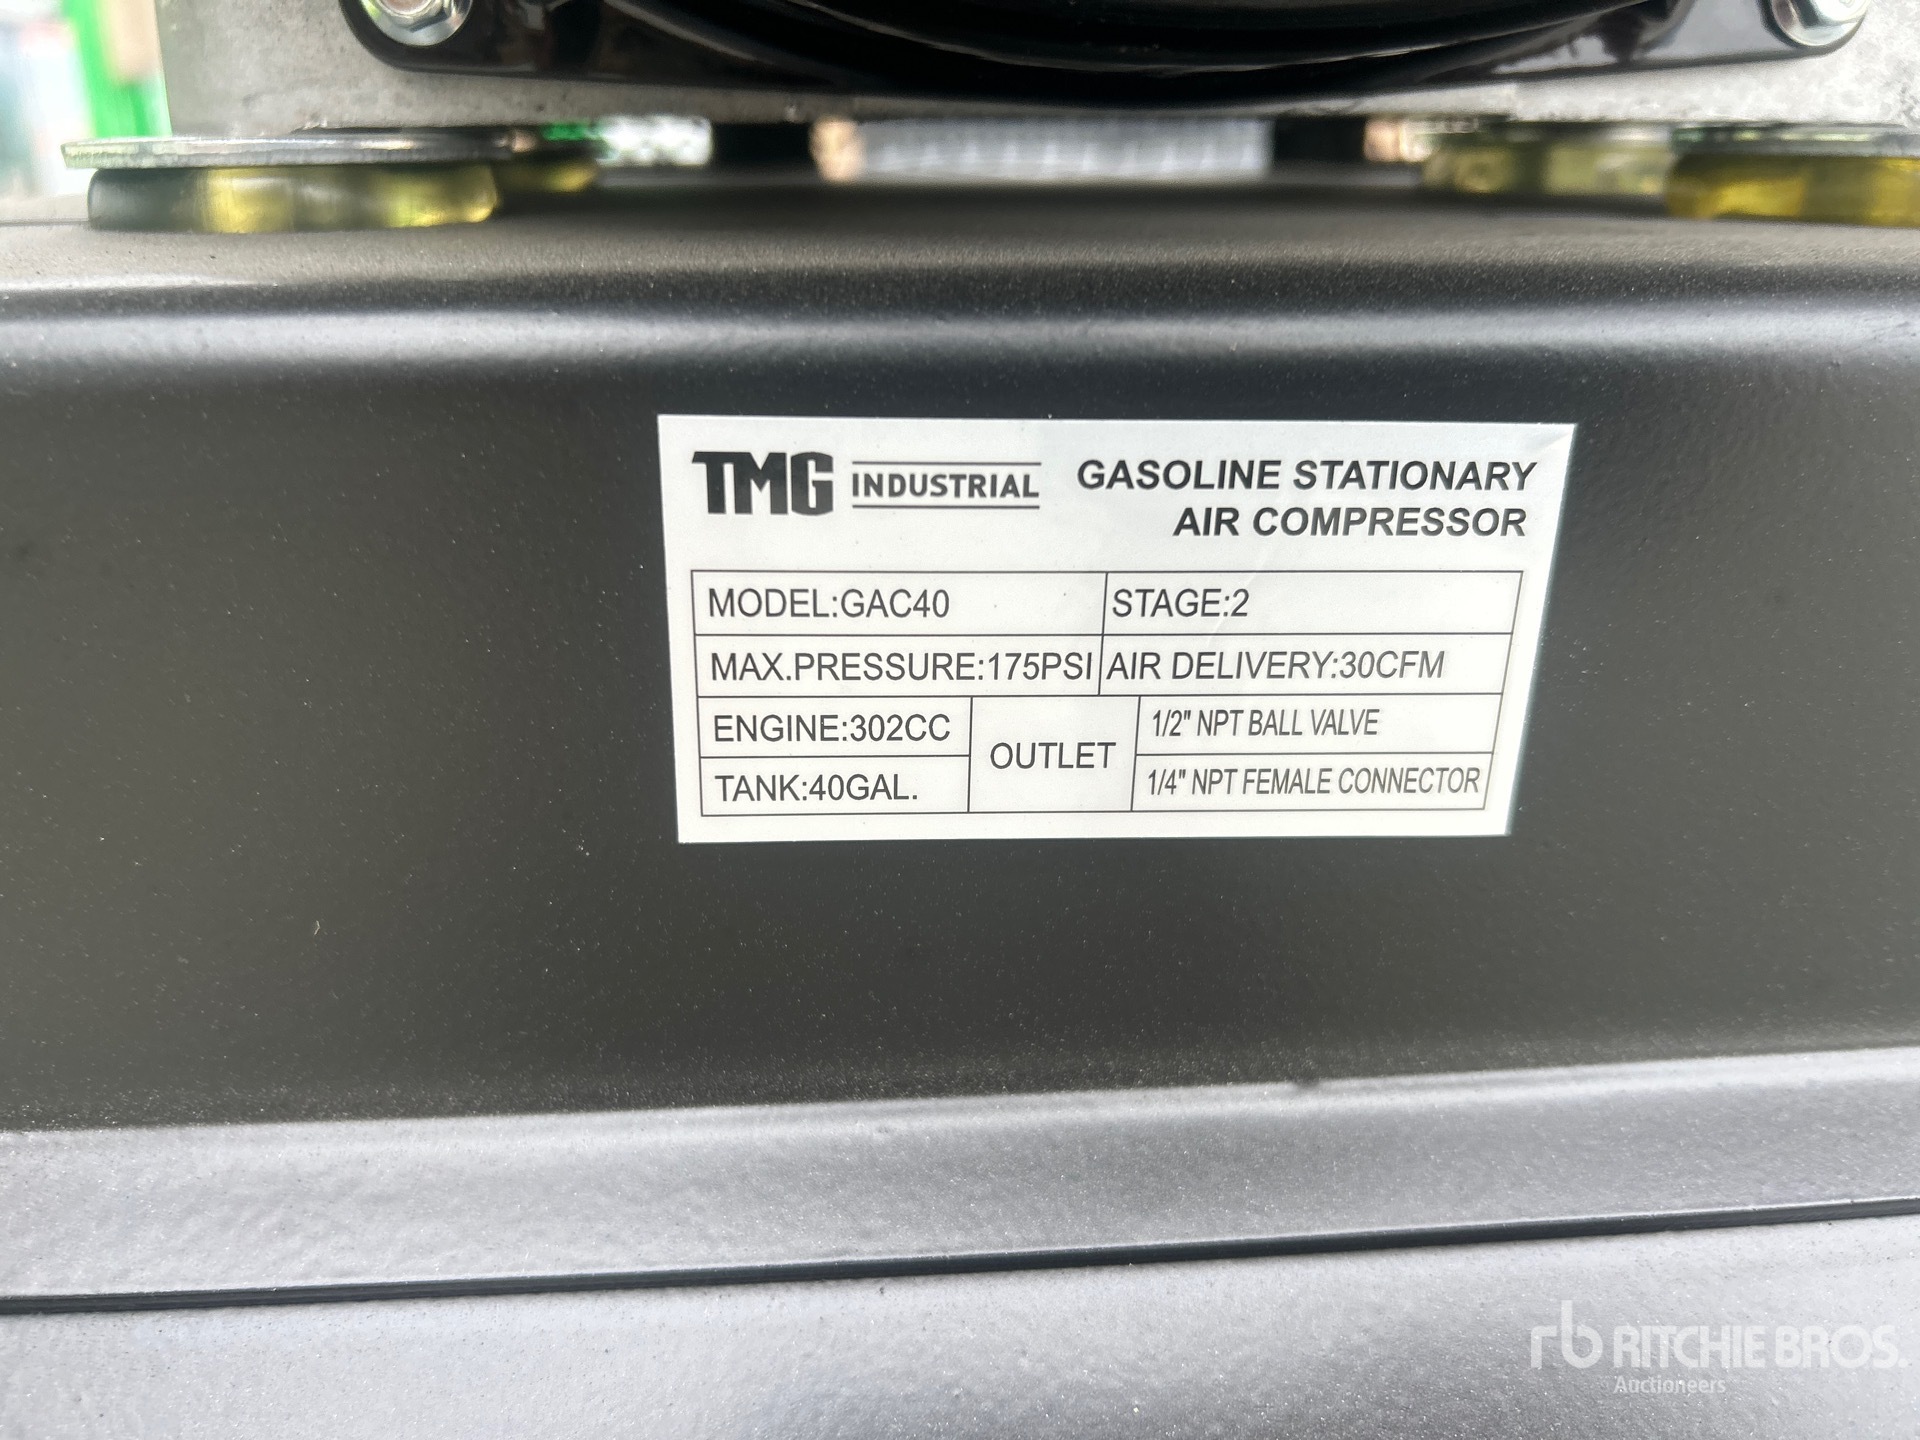 TMG INDUSTRIAL GASOLINE STATIONARY
AIR COMPRESSOR
MODEL:GAC40 STAGE:2
MAX.PRESSURE:175PSI AIR DELIVERY:30CFM
ENGINE:302CC OUTLET 1/2" NPT BALL VALVE
TANK:40GAL. 1/4" NPT FEMALE CONNECTOR
rb RITCHIE BROS.
Auctioneers